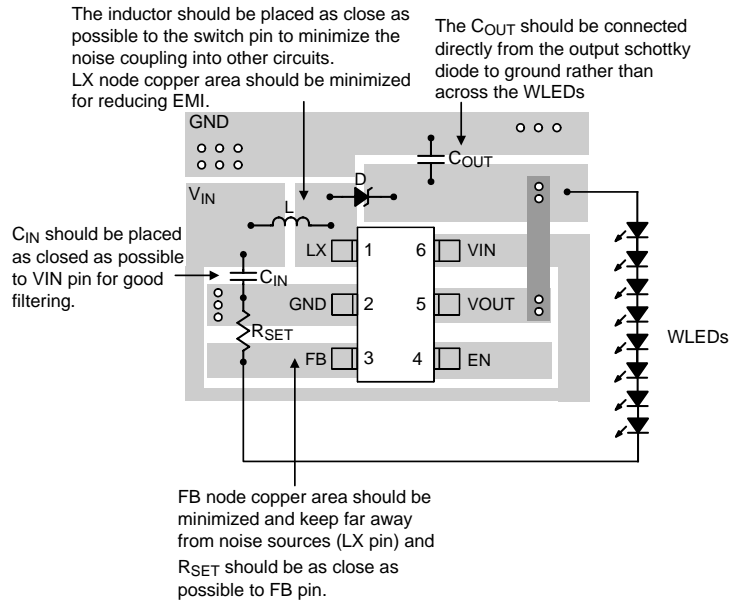 The inductor should be placed as close as
possible to the switch pin to minimize the
noise coupling into other circuits.
LX node copper area should be minimized
for reducing EMI.
The COUT should be connected
directly from the output schottky
diode to ground rather than
across the WLEDs
GND
COUT
D
VIN
L
CIN should be placed
as closed as possible
to VIN pin for good
filtering.
LX 1 6 VIN
CIN
GND 2 5 VOUT
RSET
WLEDs
FB 3 4 EN
FB node copper area should be
minimized and keep far away
from noise sources (LX pin) and
RSET should be as close as
possible to FB pin.